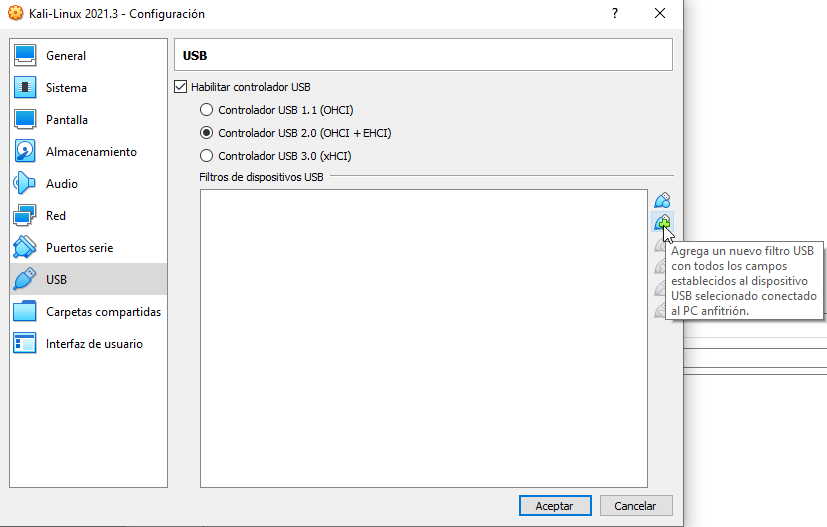 Kali-Linux 2021.3 - Configuración
?
General
Sistema
Pantalla
Almacenamiento
Audio
Red
Puertos serie
USB
Carpetas compartidas
Interfaz de usuario
USB
Habilitar controlador USB
Controlador USB 1.1 (OHCI)
Controlador USB 2.0 (OHCI + EHCI)
Controlador USB 3.0 (xHCI)
Filtros de dispositivos USB
Agrega un nuevo filtro USB
con todos los campos
establecidos al dispositivo
USB selecionado conectado
al PC anfitrión.
Aceptar
Cancelar